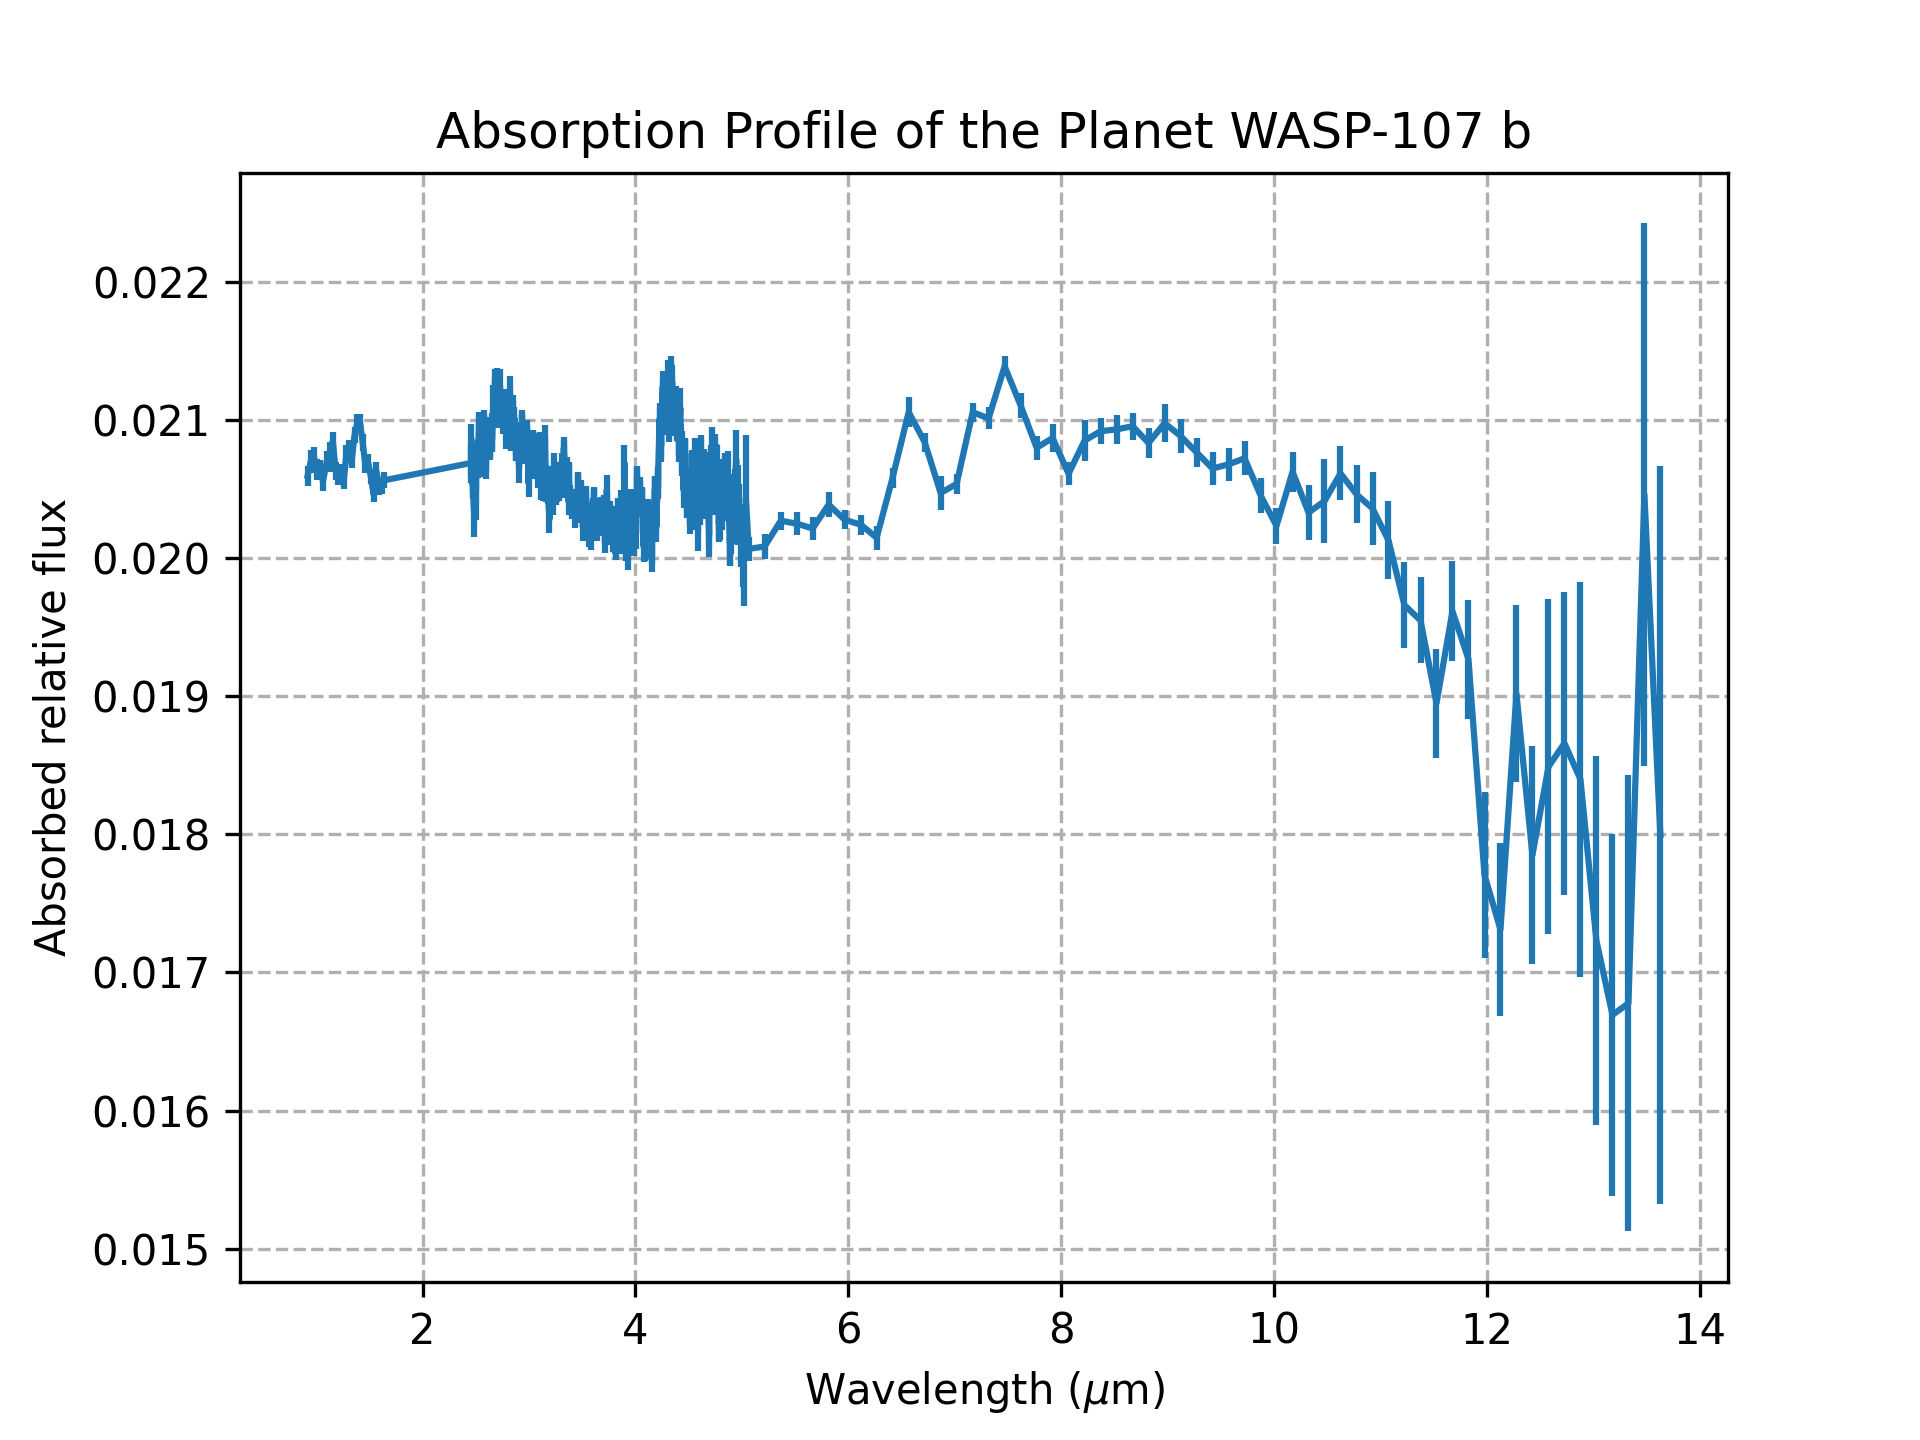 Absorption Profile of the Planet WASP-107 b
0.022
0.021
0.020
0.019
0.018
0.017
0.016
0.015
Absorbed relative flux
2 4 6 8 10 12 14
Wavelength (μm)